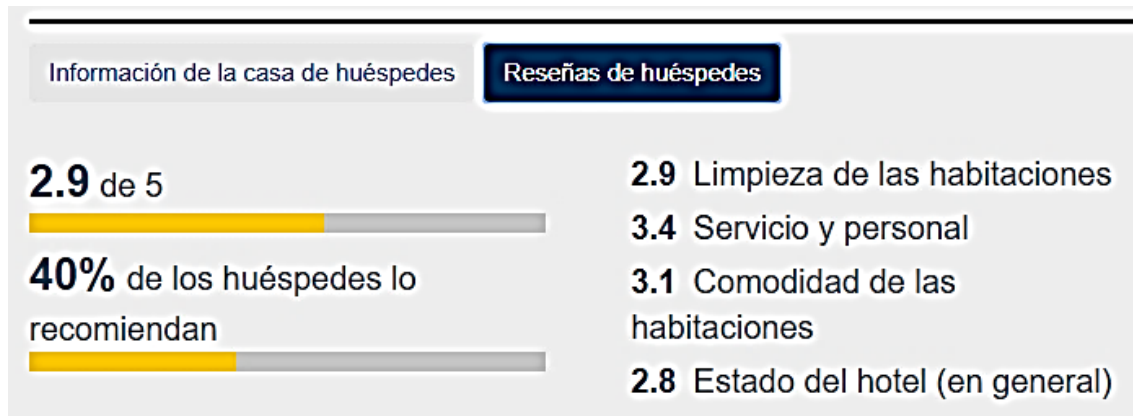 Información de la casa de huéspedes
Reseñas de huéspedes
2.9 de 5
40% de los huéspedes lo
recomiendan
2.9 Limpieza de las habitaciones
3.4 Servicio y personal
3.1 Comodidad de las
habitaciones
2.8 Estado del hotel (en general)